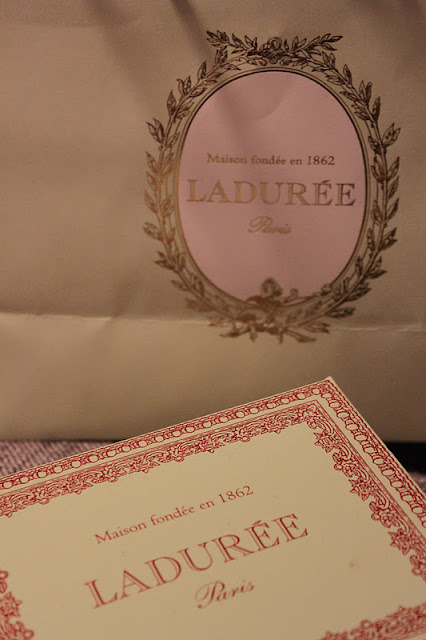 Maison fondée en 1862
LADURÉE
Paris
Maison fondée en 1862
LADURÉE
Paris